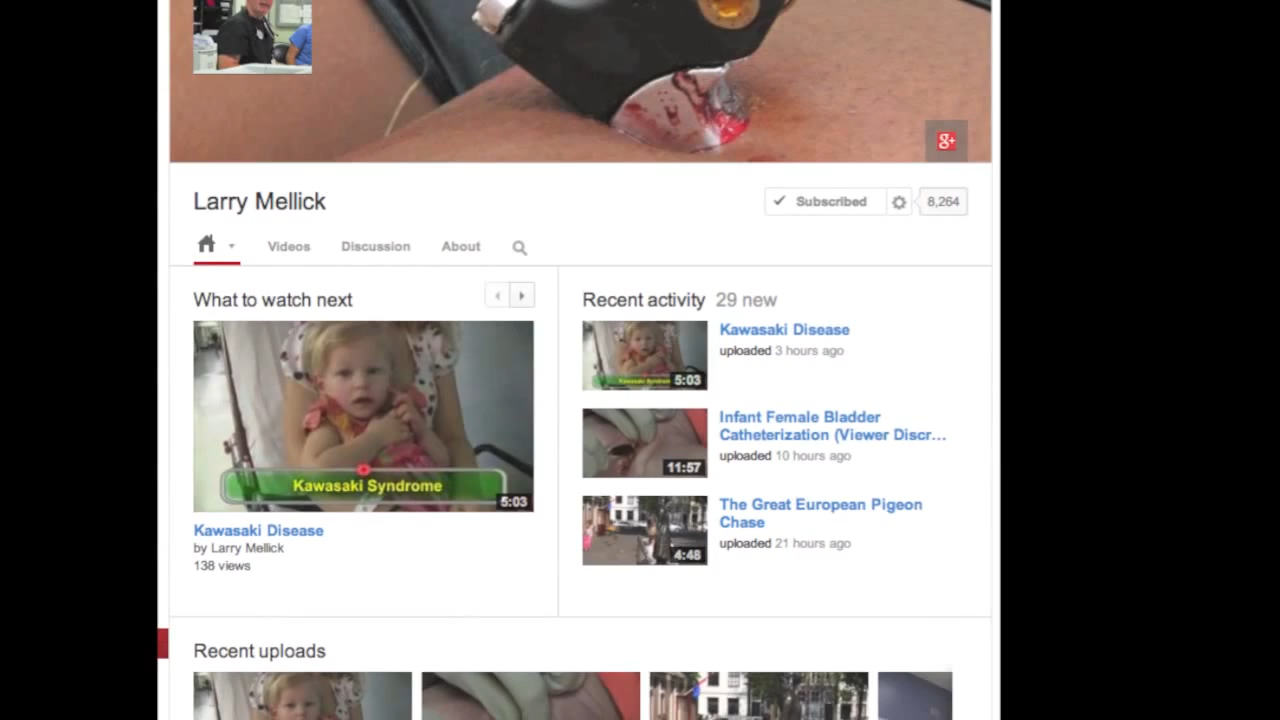 g+
Larry Mellick
Subscribed
8,264
Videos
Discussion
About
What to watch next
Kawasaki Syndrome
5:03
Kawasaki Disease
by Larry Mellick
138 views
Recent activity 29 new
Kawasaki Syndrom
5:03
Kawasaki Disease
uploaded 3 hours ago
11:57
Infant Female Bladder
Catheterization (Viewer Discr...
uploaded 10 hours ago
4:48
The Great European Pigeon
Chase
uploaded 21 hours ago
Recent uploads